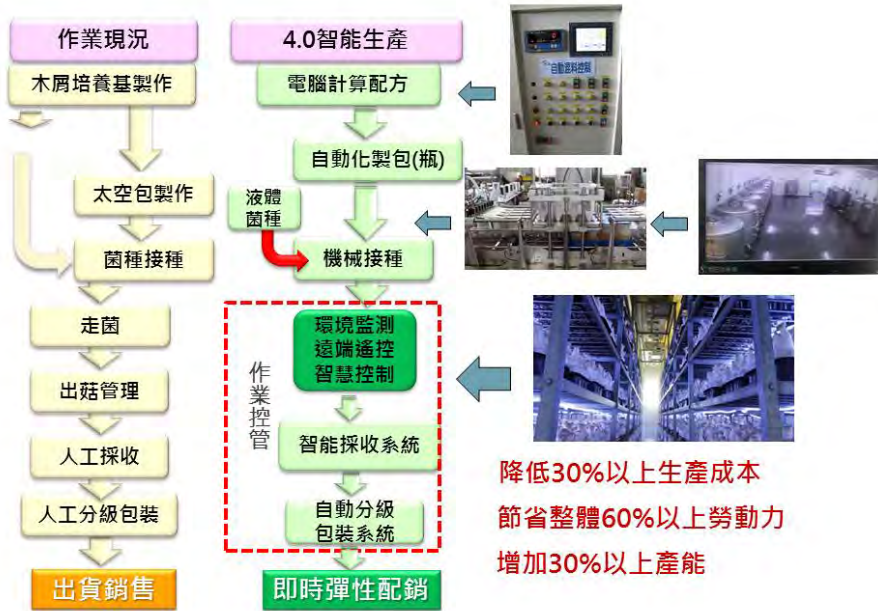 作業現況
木屑培養基製作
太空包製作
菌種接種
走菌
出菇管理
人工採收
人工分級包裝
出貨銷售
4.0智能生產
電腦計算配方
自動化製包(瓶)
液體
菌種
機械接種
環境監測
遠端遙控
智慧控制
作業控管
智能採收系統
自動分級
包裝系統
即時彈性配銷
自動混料控制
降低30%以上生產成本
節省整體60%以上勞動力
增加30%以上產能